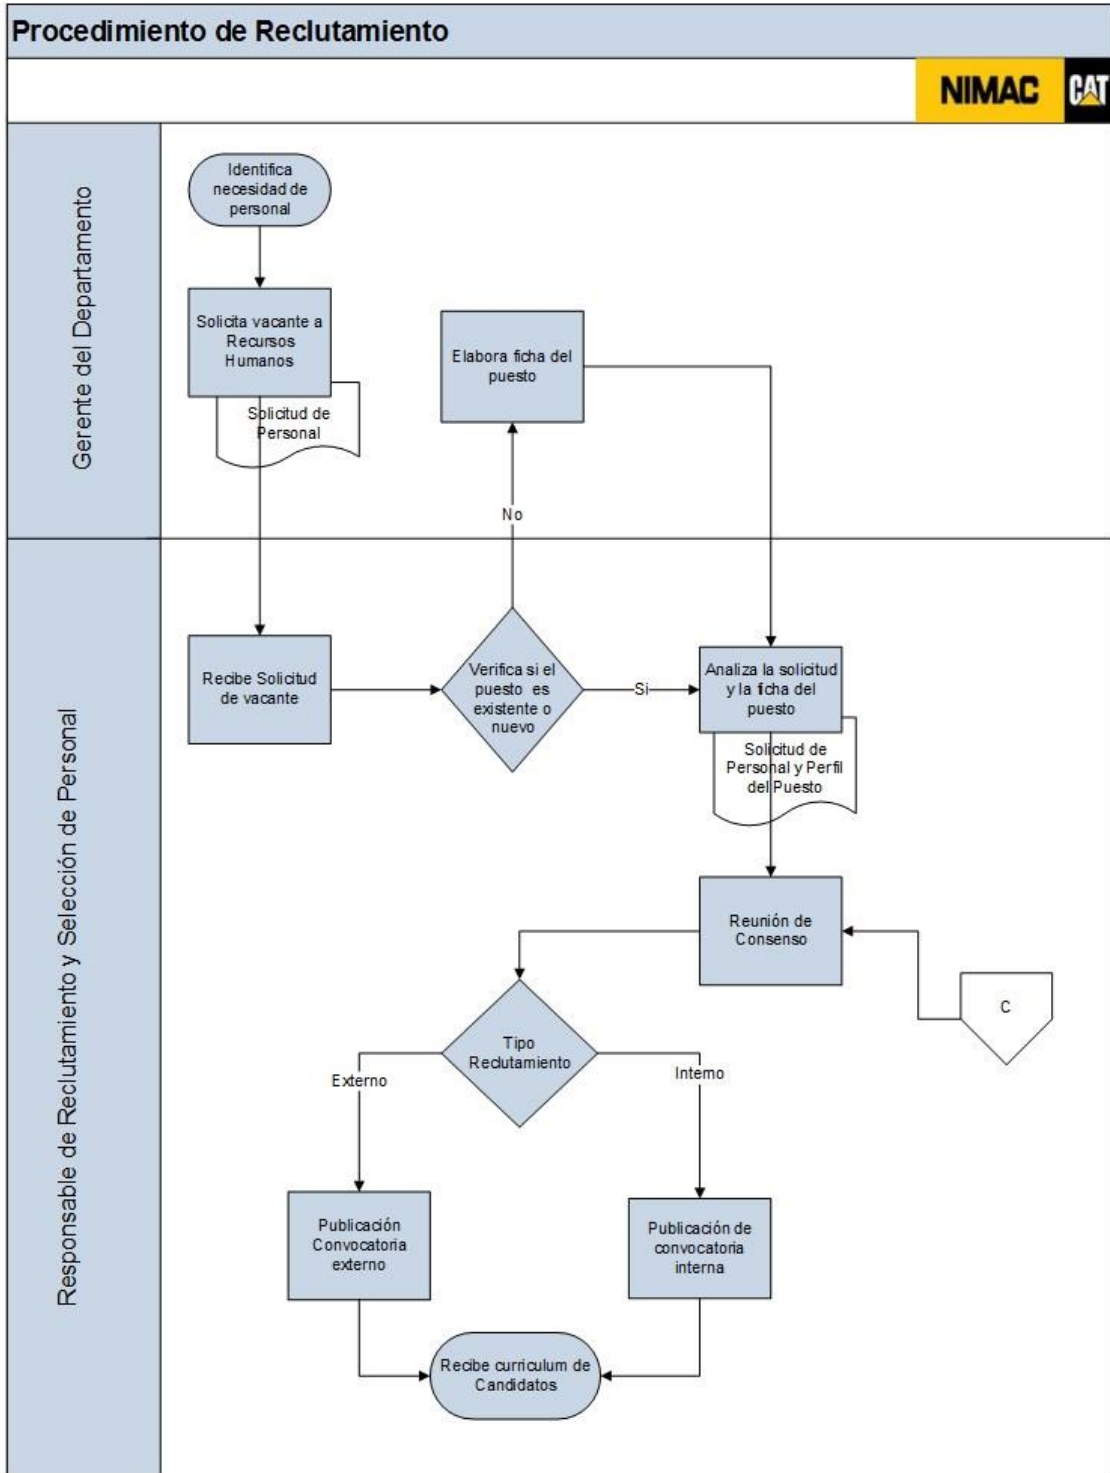 Procedimiento de Reclutamiento
NIMAC CAT
Gerente del Departamento
Identifica
necesidad de
personal
Solicita vacante a
Recursos
Humanos
Solicitud de
Personal
Elabora ficha del
puesto
No
Responsable de Reclutamiento y Selección de Personal
Recibe Solicitud
de vacante
Verifica si el
puesto es
existente o
nuevo
Si
Analiza la solicitud
y la ficha del
puesto
Solicitud de
Personal y Perfil
del Puesto
Reunión de
Consenso
C
Tipo
Reclutamiento
Externo
Interno
Publicación
Convocatoria
externo
Publicación de
convocatoria
interna
Recibe curriculum de
Candidatos